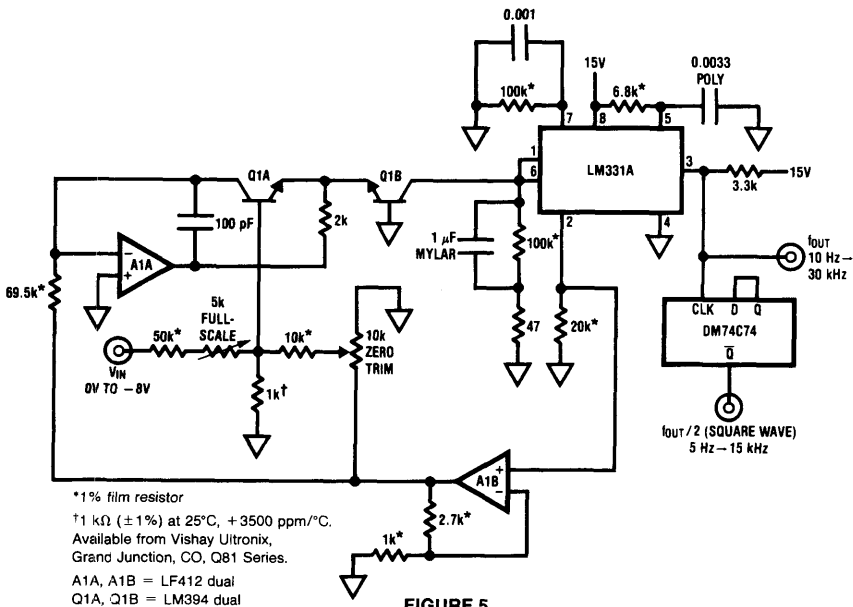 0.001
15V
0.0033
POLY
100k*
6.8k*
7
8
5
Q1A
Q1B
1
6
LM331A
3
15V
3.3k
2
4
100 pF
2k
−
+
A1A
1 μF
MYLAR
100k*
fOUT
10 Hz→
30 kHz
69.5k*
5k
FULL-
SCALE
50k*
10k*
10k
ZERO
TRIM
47
20k*
CLK D Q
DM74C74
Q̅
VIN
0V TO −8V
1k†
fOUT/2 (SQUARE WAVE)
5 Hz→15 kHz
+
−
A1B
2.7k*
1k*
*1% film resistor
†1 kΩ (±1%) at 25°C, +3500 ppm/°C.
Available from Vishay Ultronix,
Grand Junction, CO, Q81 Series.
A1A, A1B = LF412 dual
Q1A, Q1B = LM394 dual
FIGURE 5